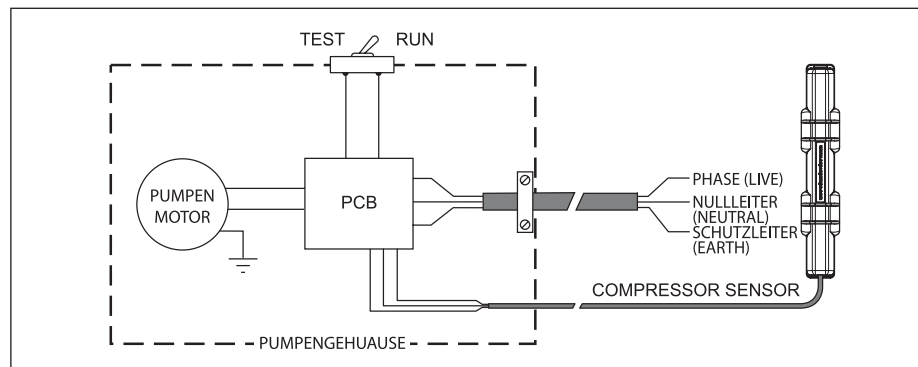 TEST RUN
PUMPEN
MOTOR
PCB
PHASE (LIVE)
NULLLEITER
(NEUTRAL)
SCHUTZLEITER
(EARTH)
COMPRESSOR SENSOR
PUMPENGEHUAUSE